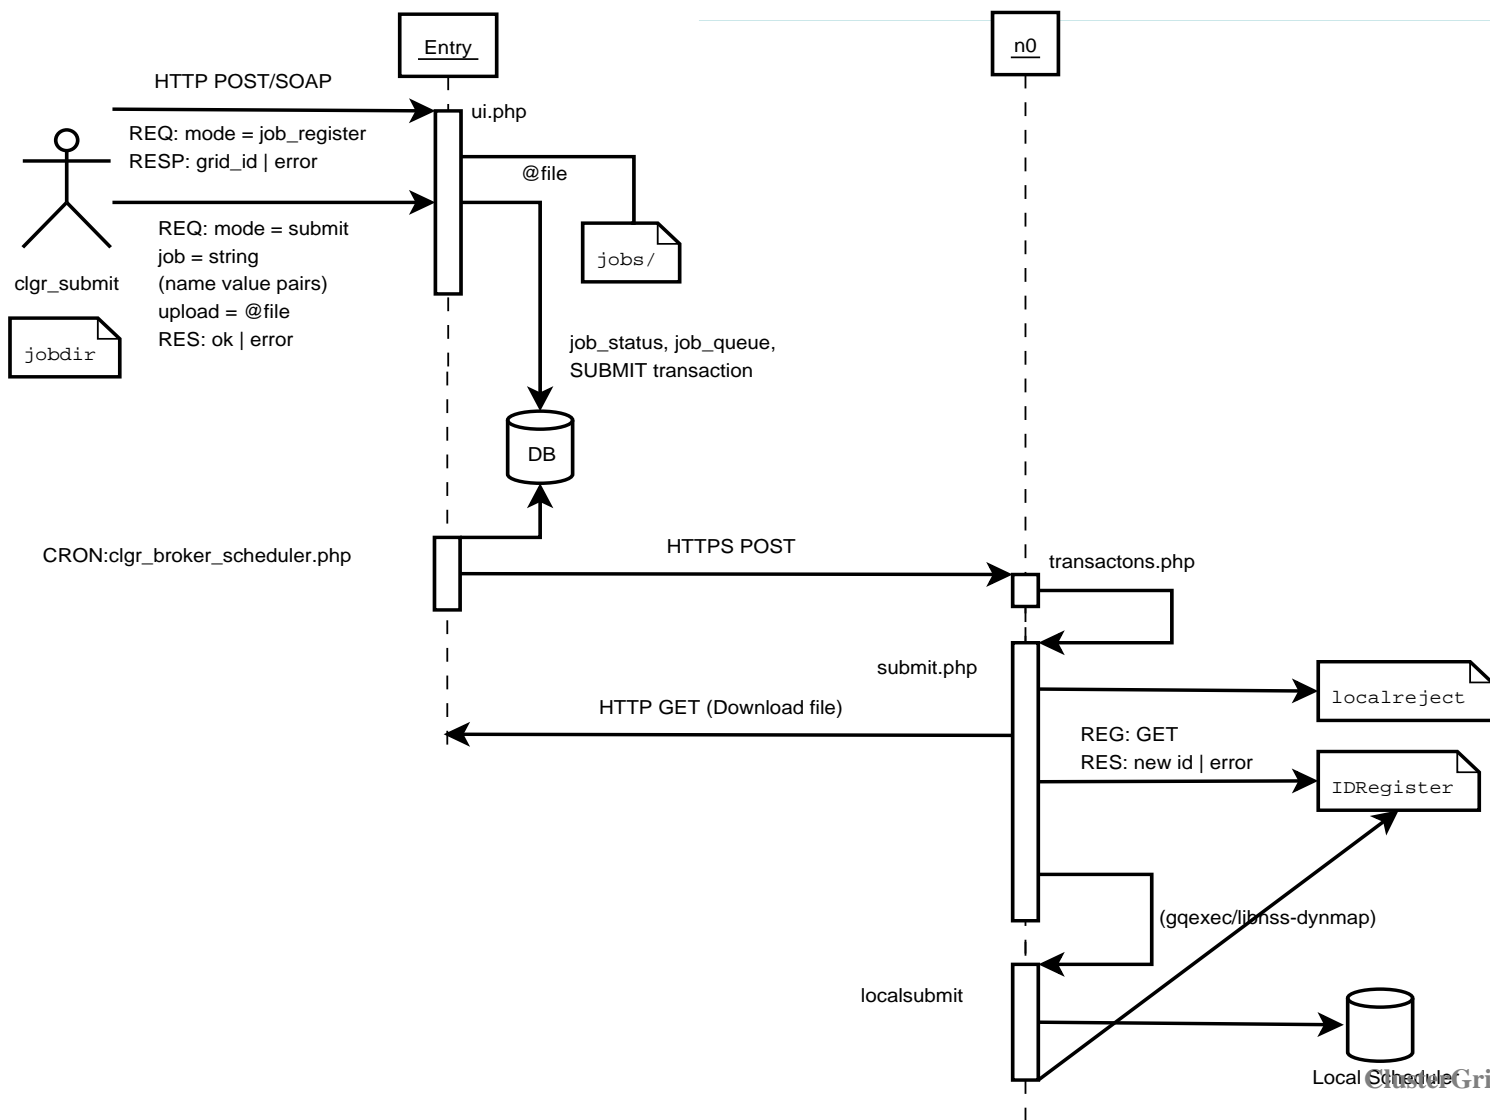 Entry
n0
HTTP POST/SOAP
ui.php
REQ: mode = job_register
RESP: grid_id | error
@file
REQ: mode = submit
job = string
(name value pairs)
upload = @file
RES: ok | error
jobs/
clgr_submit
jobdir
job_status, job_queue,
SUBMIT transaction
DB
CRON:clgr_broker_scheduler.php
HTTPS POST
transactons.php
submit.php
localreject
HTTP GET (Download file)
REG: GET
RES: new id | error
IDRegister
(gqexec/libnss-dynmap)
localsubmit
Local Scheduler
ClusterGri